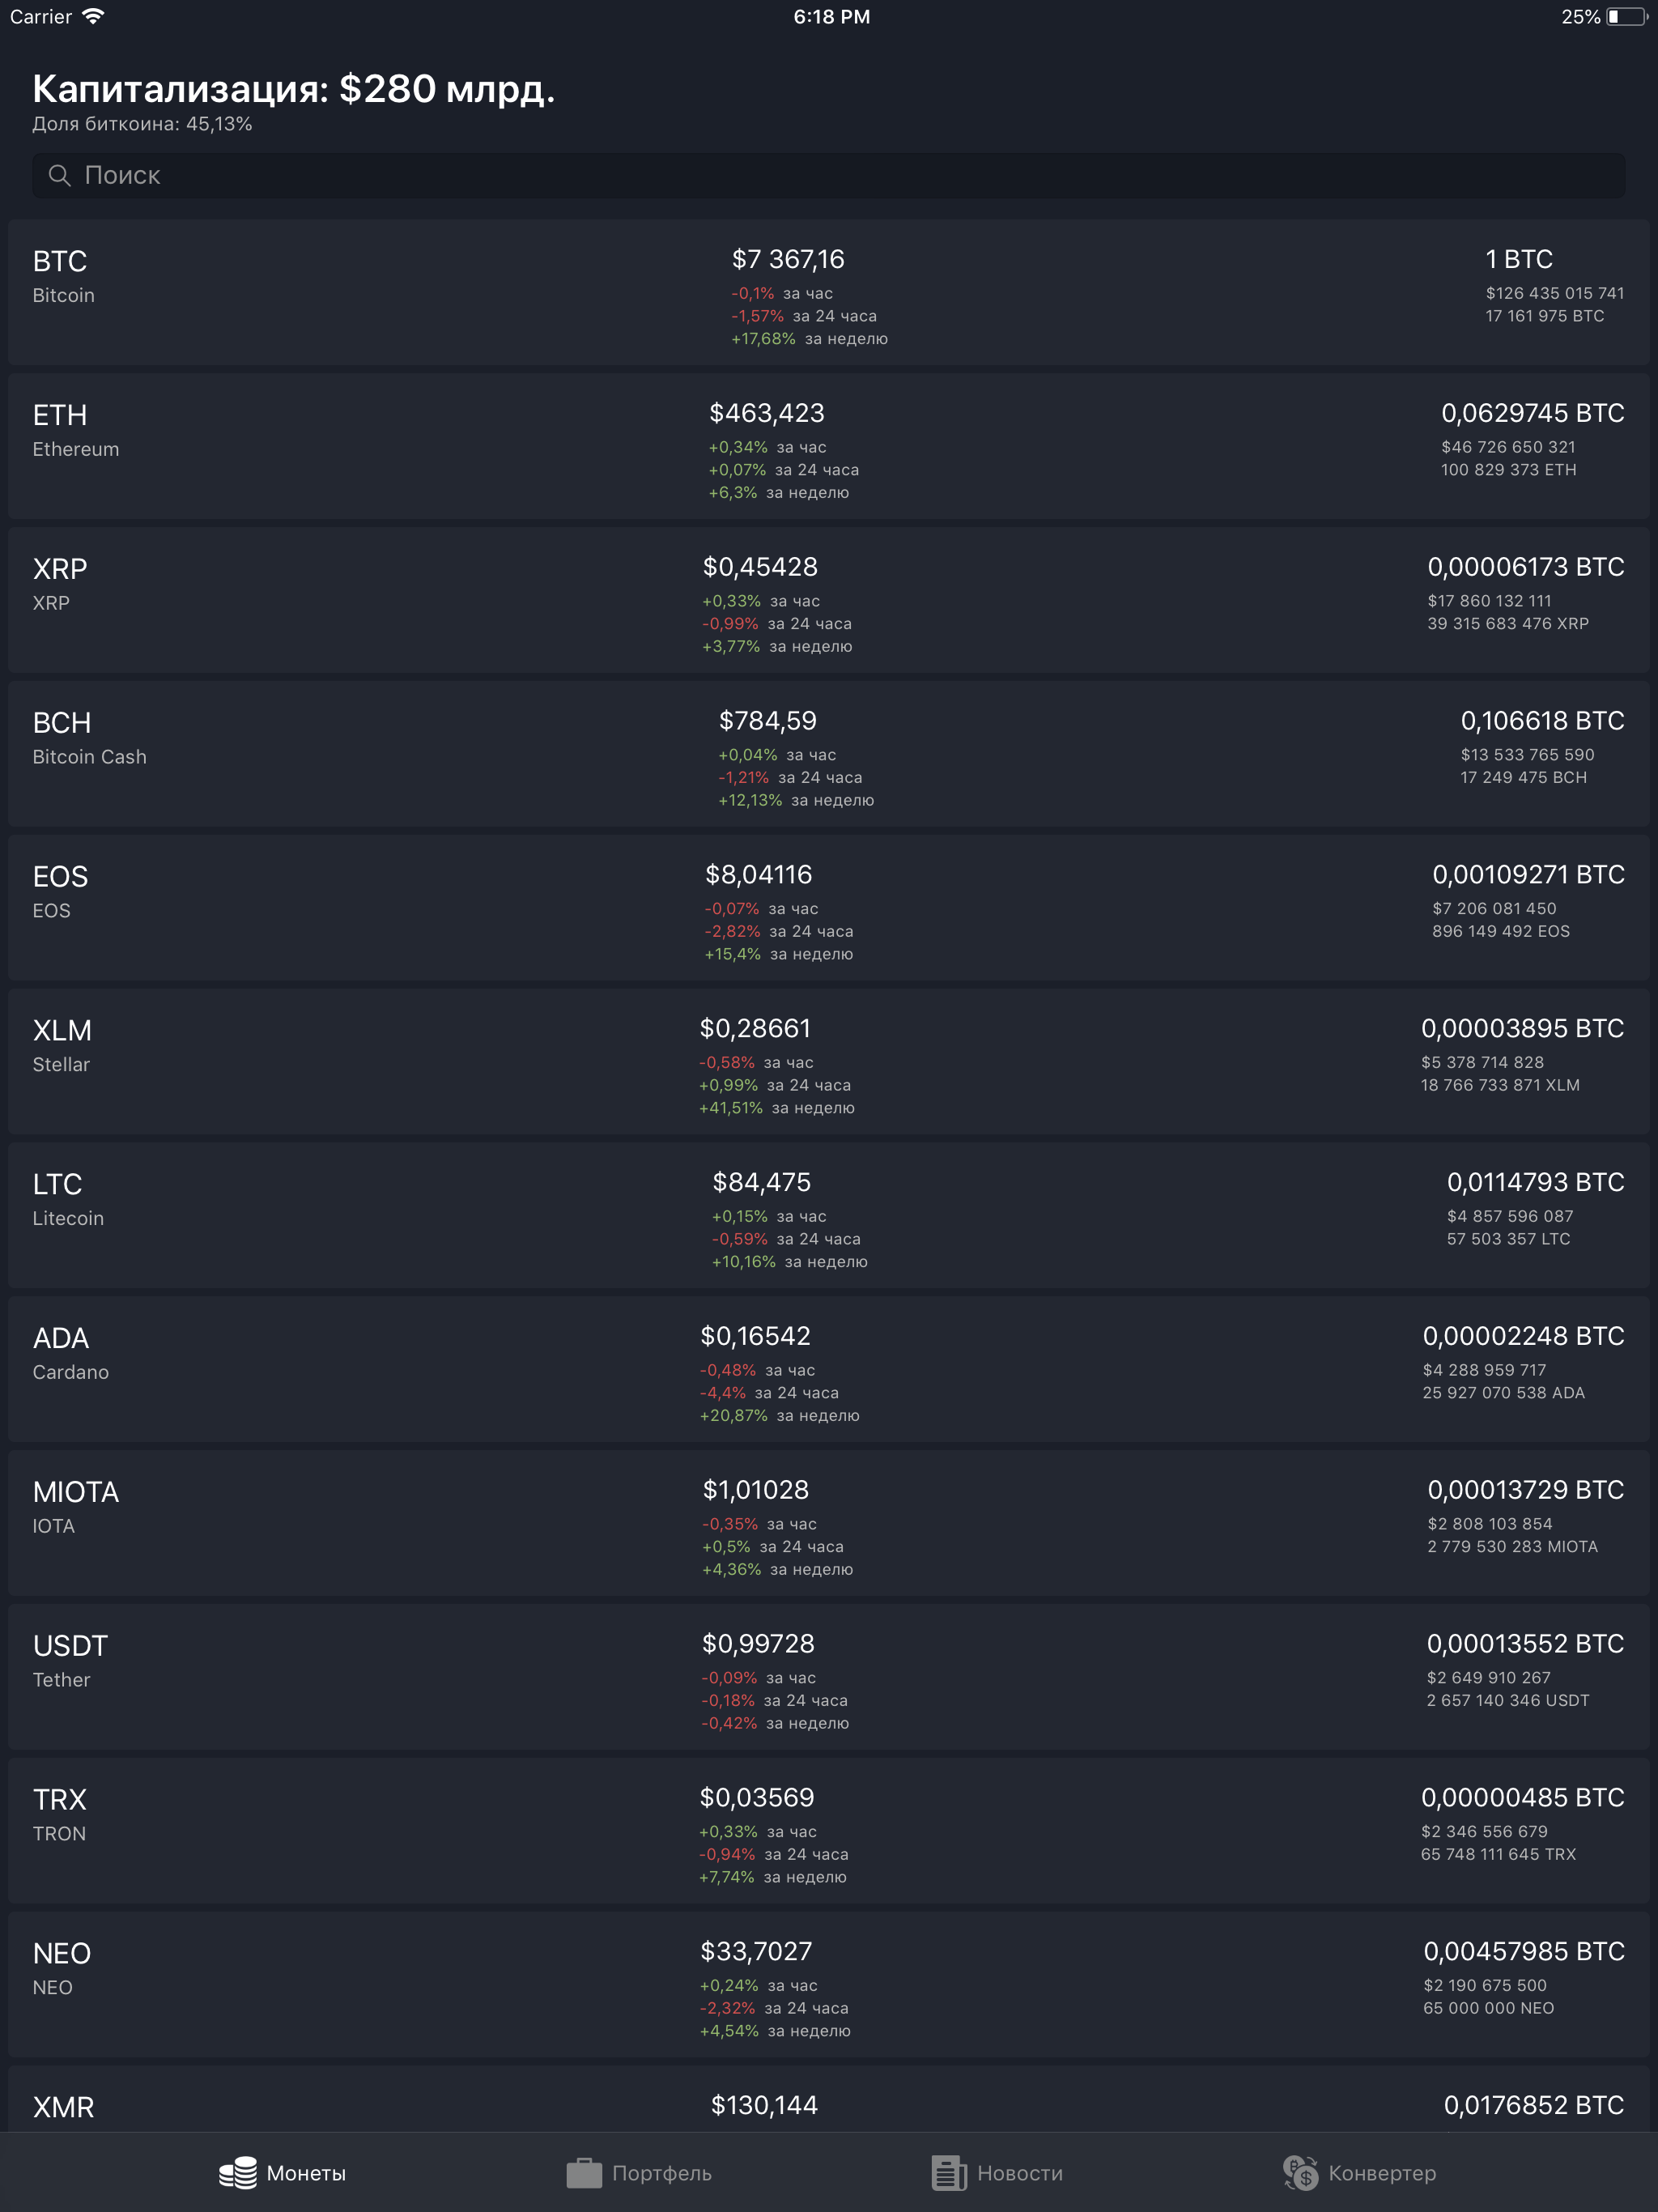 Carrier 6:18 PM 25%
Капитализация: $280 млрд.
Доля биткоина: 45,13%
Поиск
BTC $7 367,16 1 BTC
Bitcoin -0,1% за час $126 435 015 741
-1,57% за 24 часа 17 161 975 BTC
+17,68% за неделю
ETH $463,423 0,0629745 BTC
Ethereum +0,34% за час $46 726 650 321
+0,07% за 24 часа 100 829 373 ETH
+6,3% за неделю
XRP $0,45428 0,00006173 BTC
XRP +0,33% за час $17 860 132 111
-0,99% за 24 часа 39 315 683 476 XRP
+3,77% за неделю
BCH $784,59 0,106618 BTC
Bitcoin Cash +0,04% за час $13 533 765 590
-1,21% за 24 часа 17 249 475 BCH
+12,13% за неделю
EOS $8,04116 0,00109271 BTC
EOS -0,07% за час $7 206 081 450
-2,82% за 24 часа 896 149 492 EOS
+15,4% за неделю
XLM $0,28661 0,00003895 BTC
Stellar -0,58% за час $5 378 714 828
+0,99% за 24 часа 18 766 733 871 XLM
+41,51% за неделю
LTC $84,475 0,0114793 BTC
Litecoin +0,15% за час $4 857 596 087
-0,59% за 24 часа 57 503 357 LTC
+10,16% за неделю
ADA $0,16542 0,00002248 BTC
Cardano -0,48% за час $4 288 959 717
-4,4% за 24 часа 25 927 070 538 ADA
+20,87% за неделю
MIOTA $1,01028 0,00013729 BTC
IOTA -0,35% за час $2 808 103 854
+0,5% за 24 часа 2 779 530 283 MIOTA
+4,36% за неделю
USDT $0,99728 0,00013552 BTC
Tether -0,09% за час $2 649 910 267
-0,18% за 24 часа 2 657 140 346 USDT
-0,42% за неделю
TRX $0,03569 0,00000485 BTC
TRON +0,33% за час $2 346 556 679
-0,94% за 24 часа 65 748 111 645 TRX
+7,74% за неделю
NEO $33,7027 0,00457985 BTC
NEO +0,24% за час $2 190 675 500
-2,32% за 24 часа 65 000 000 NEO
+4,54% за неделю
XMR $130,144 0,0176852 BTC
Монеты Портфель Новости Конвертер